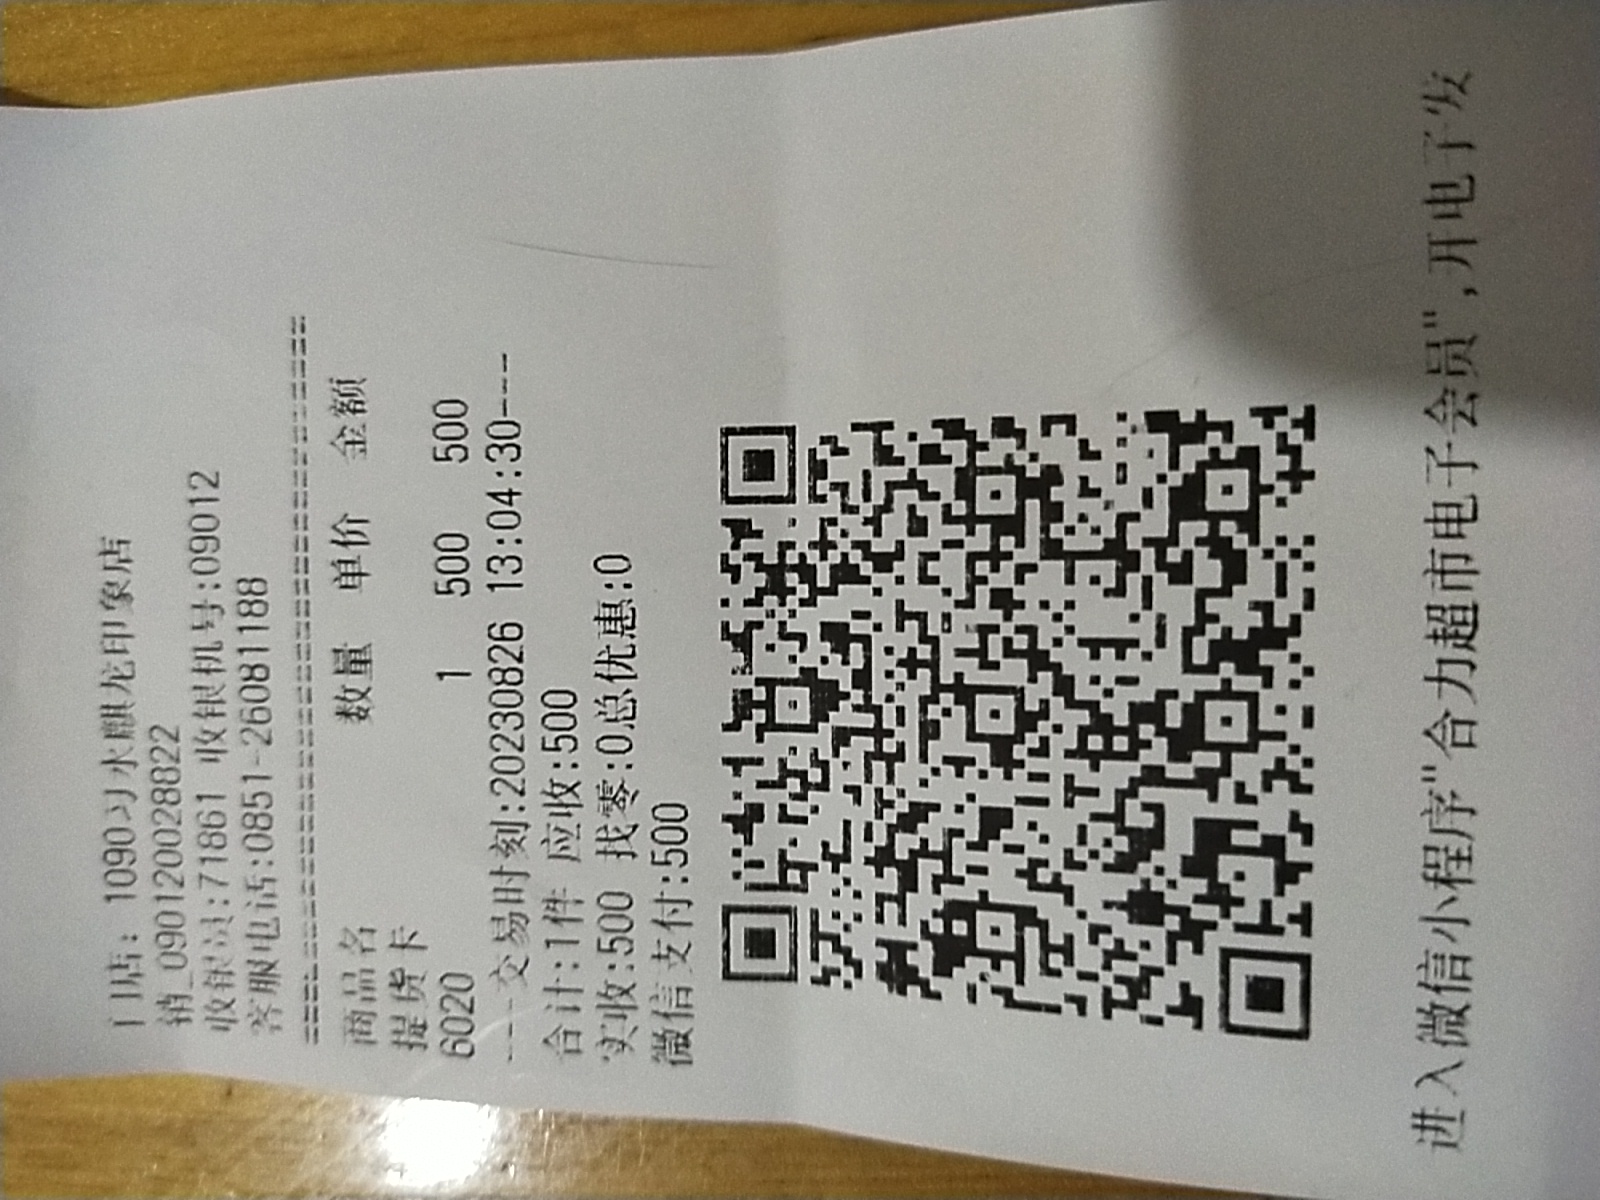 门店: 1090习水麒龙印象店
销_090120028822
收银员:71861 收银机号:09012
客服电话:0851-26081188
========================================
商品名 数量 单价 金额
提货卡
6020 1 500 500
----交易时刻:20230826 13:04:30---
合计:1件 应收:500
实收:500 找零:0总优惠:0
微信支付:500
进入微信小程序"合力超市电子会员",开电子发